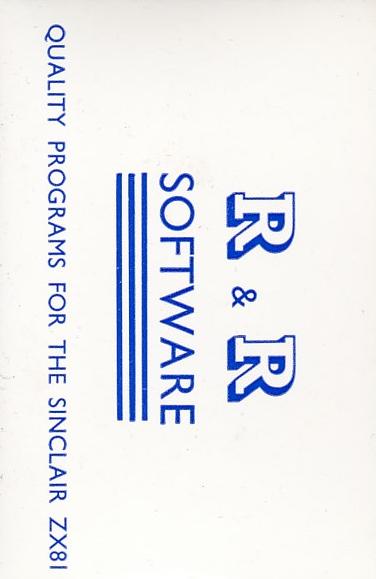 R & R
SOFTWARE
QUALITY PROGRAMS FOR THE SINCLAIR ZX81